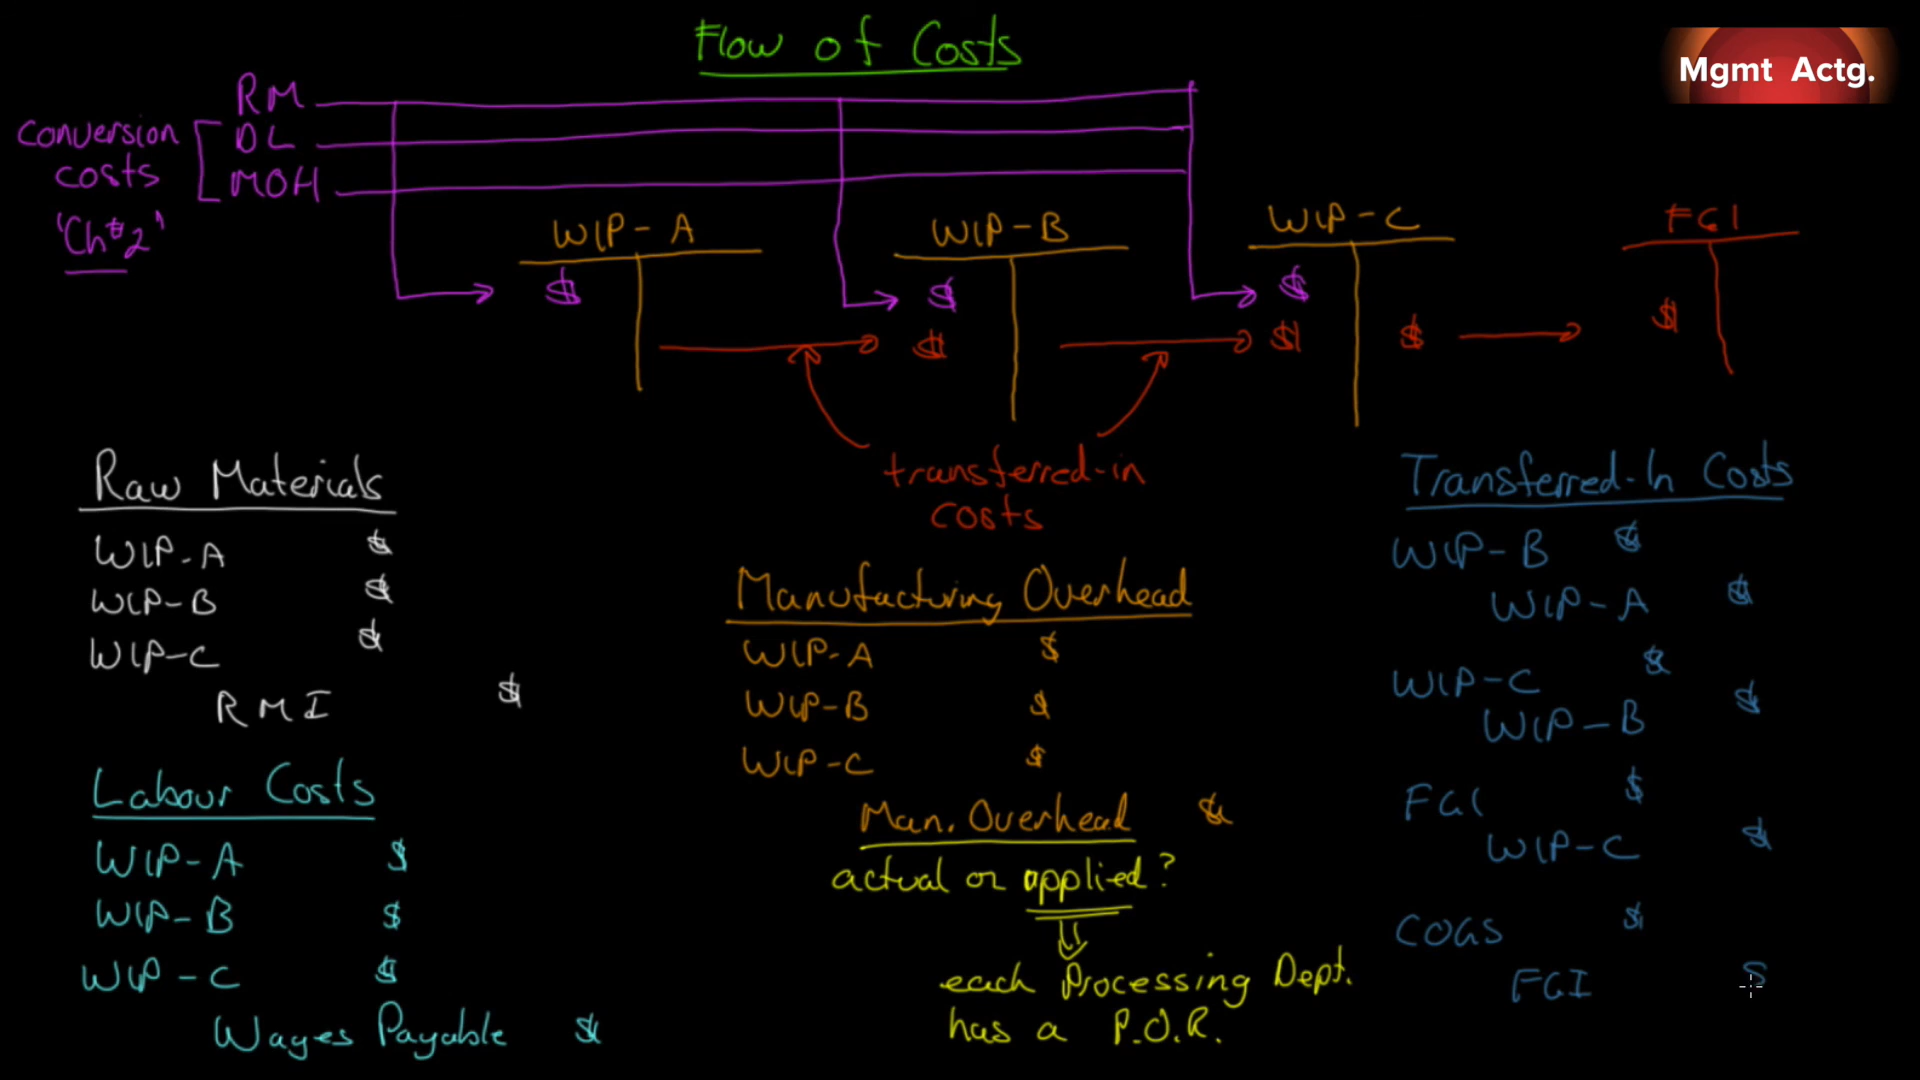 Flow of Costs
Mgmt Actg.
RM
DL
MOH
Conversion
costs
'Ch#2'
WIP-A
WIP-B
WIP-C
FGI
$
$
$
$
$
$
$
transferred-in
costs
Raw Materials
WIP-A $
WIP-B $
WIP-C $
RMI $
Labour Costs
WIP-A $
WIP-B $
WIP-C $
Wages Payable $
Manufacturing Overhead
WIP-A $
WIP-B $
WIP-C $
Man. Overhead $
actual or applied?
each Processing Dept.
has a P.O.R.
Transferred-In Costs
WIP-B $
WIP-A $
WIP-C $
WIP-B $
FGI $
WIP-C $
COGS $
FGI S